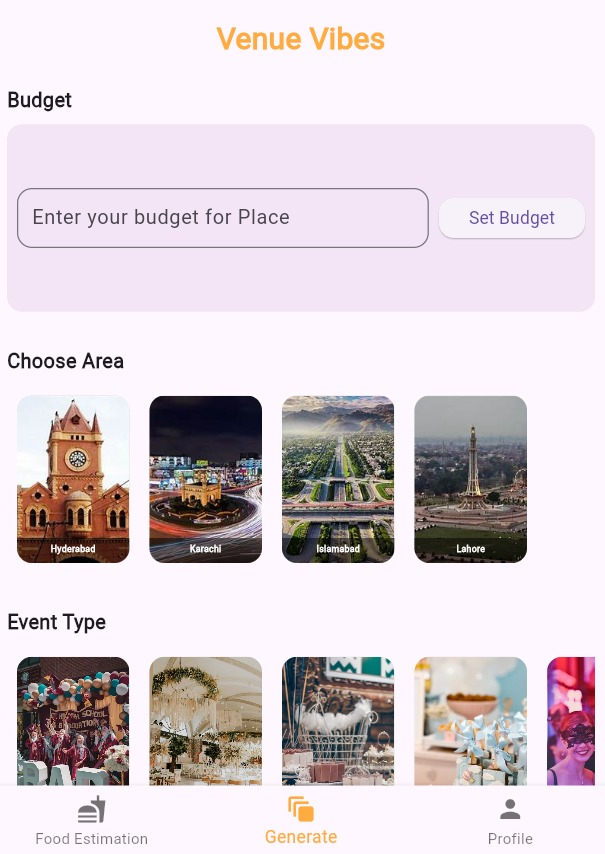 Venue Vibes
Budget
Enter your budget for Place
Set Budget
Choose Area
Hyderabad
Karachi
Islamabad
Lahore
Event Type
Food Estimation
Generate
Profile